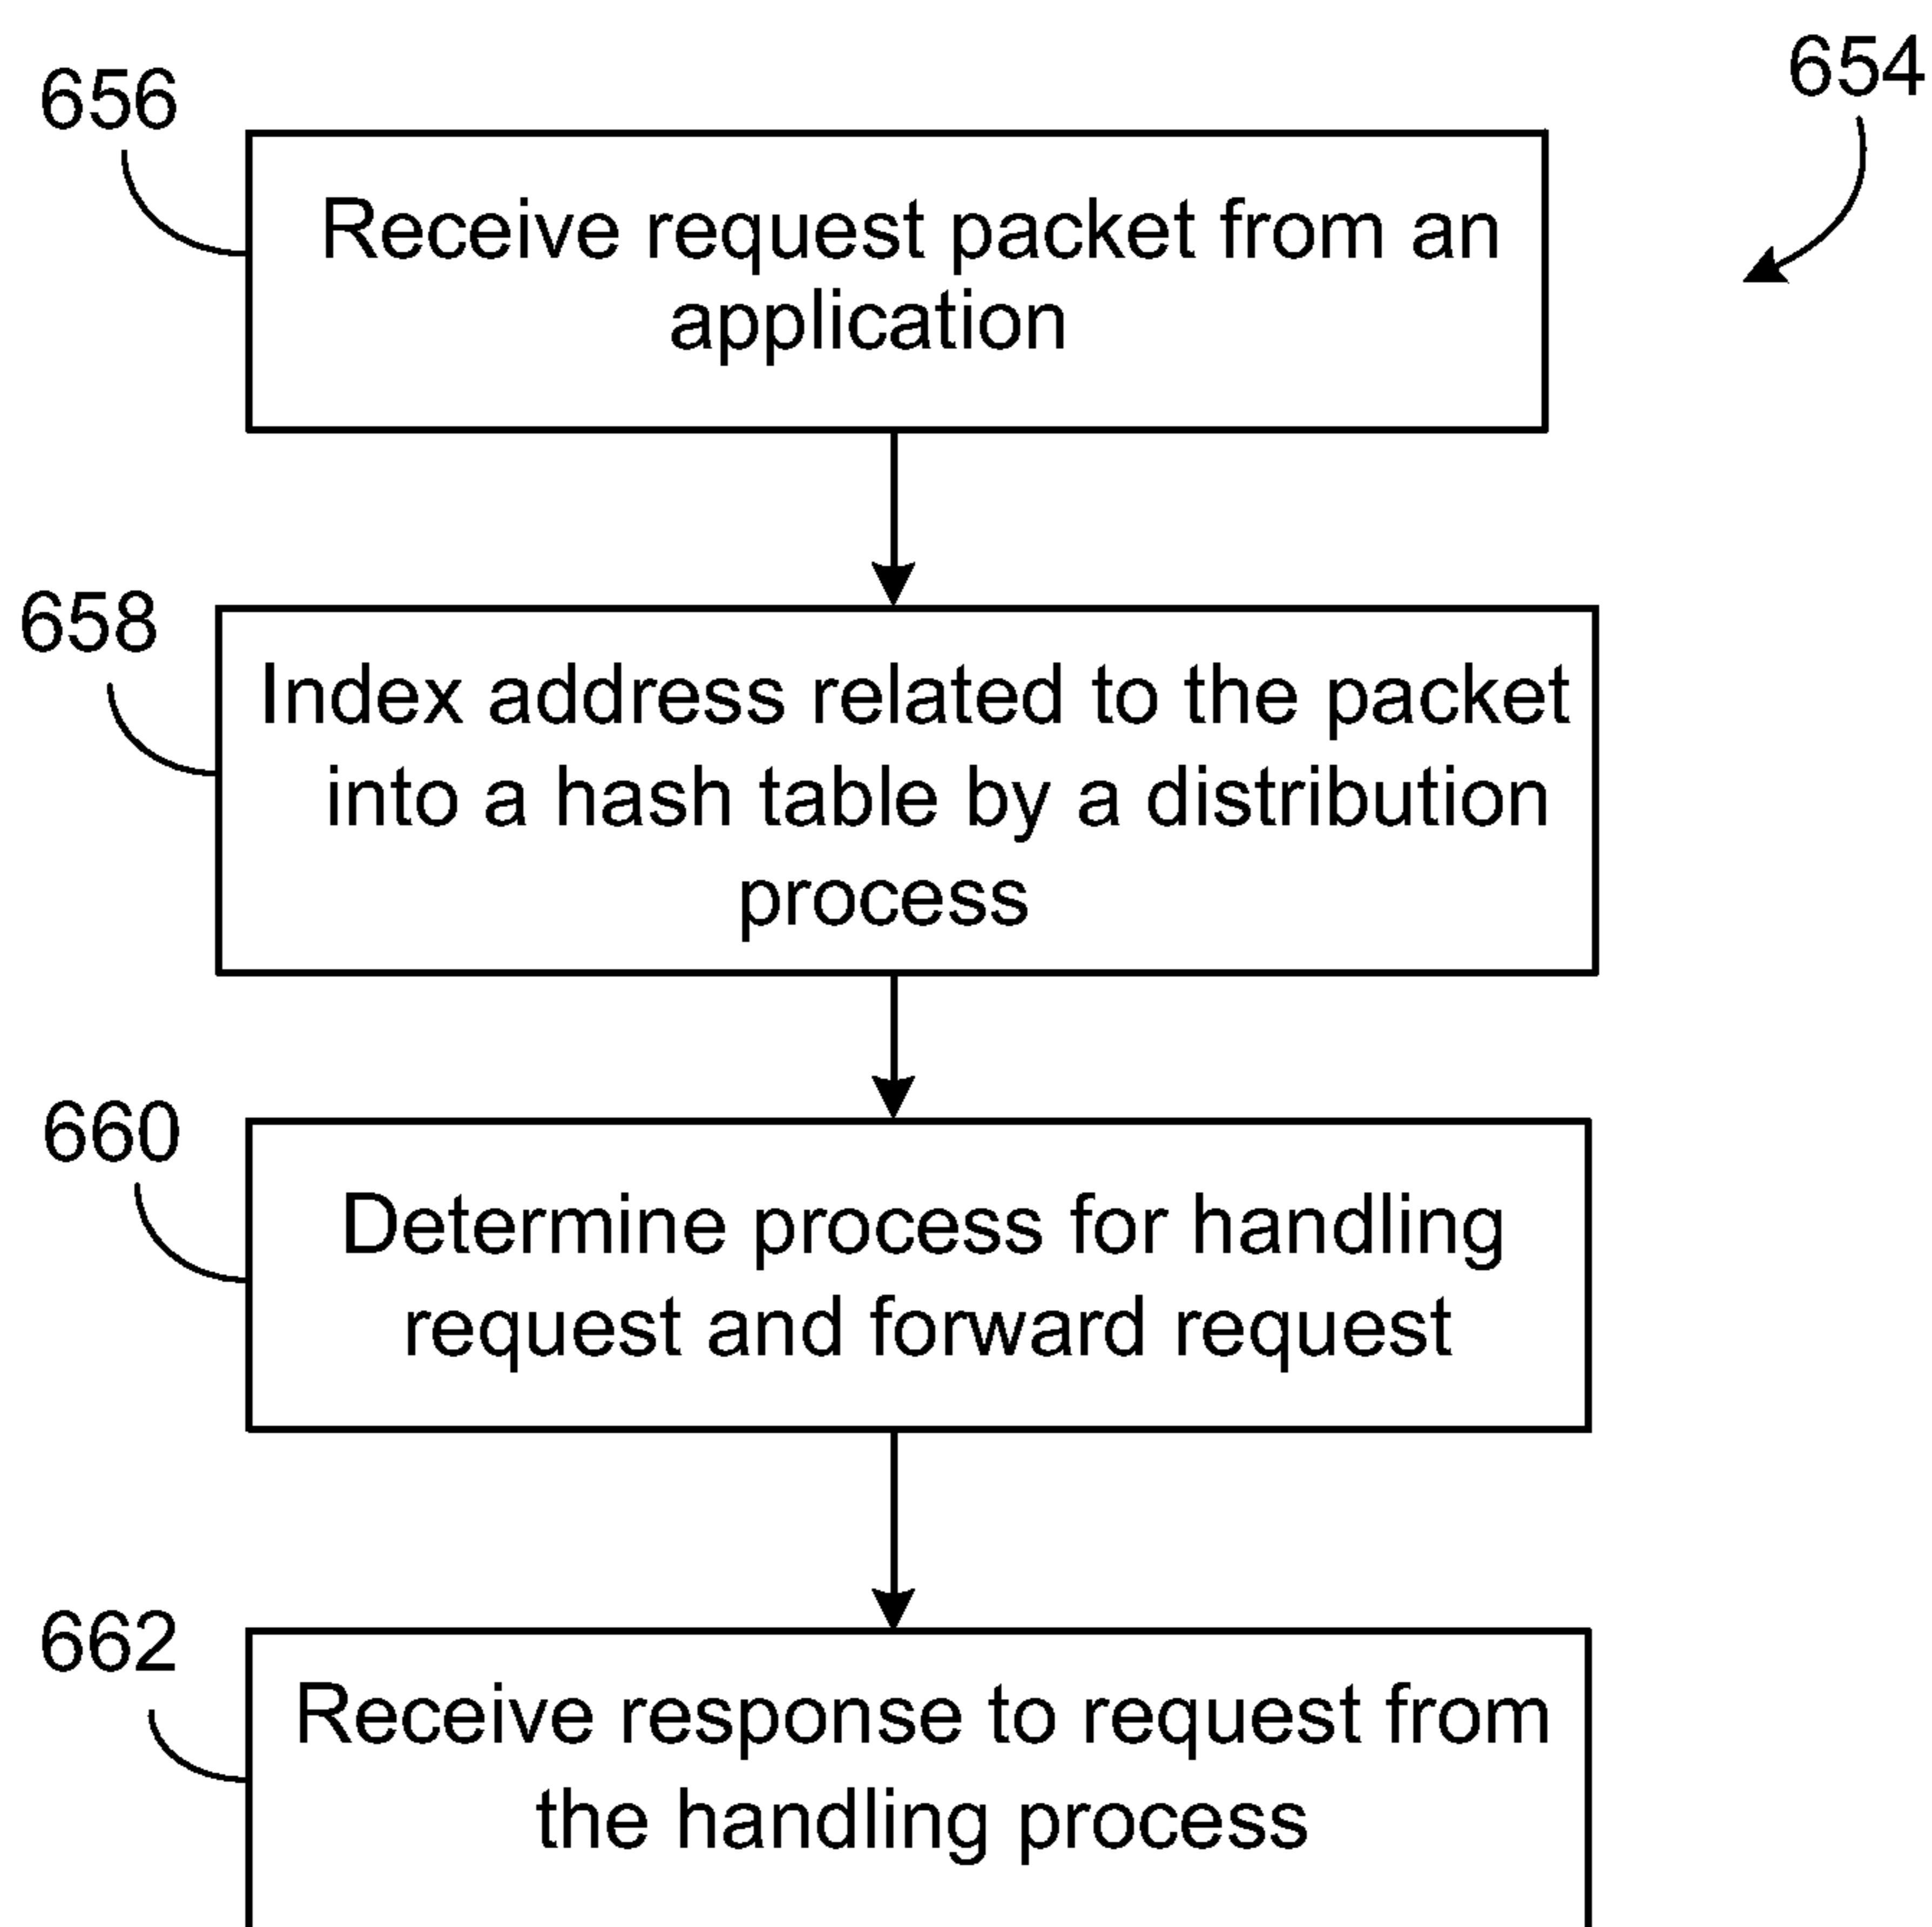 656
654
Receive request packet from an
application
658
Index address related to the packet
into a hash table by a distribution
process
660
Determine process for handling
request and forward request
662
Receive response to request from
the handling process